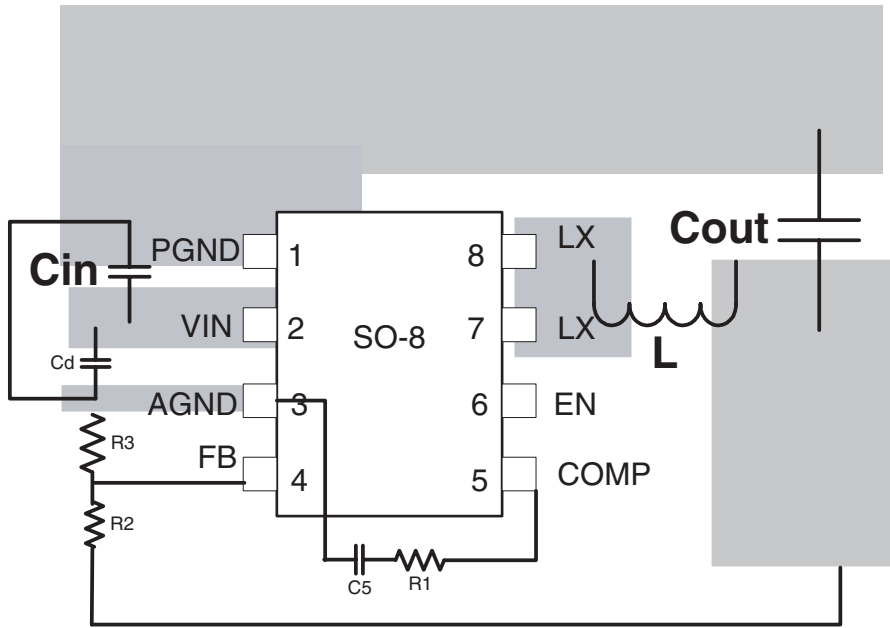 Cout
LX
PGND 1 8
Cin
VIN 2 SO-8 7 LX
L
Cd
AGND 3 6 EN
R3
FB 4 5 COMP
R2
C5 R1